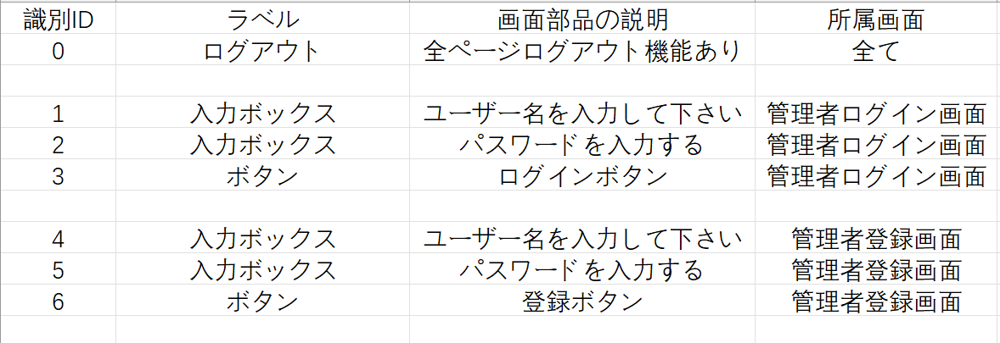 識別ID ラベル 画面部品の説明 所属画面
0 ログアウト 全ページログアウト機能あり 全て
1 入力ボックス ユーザー名を入力して下さい 管理者ログイン画面
2 入力ボックス パスワードを入力する 管理者ログイン画面
3 ボタン ログインボタン 管理者ログイン画面
4 入力ボックス ユーザー名を入力して下さい 管理者登録画面
5 入力ボックス パスワードを入力する 管理者登録画面
6 ボタン 登録ボタン 管理者登録画面